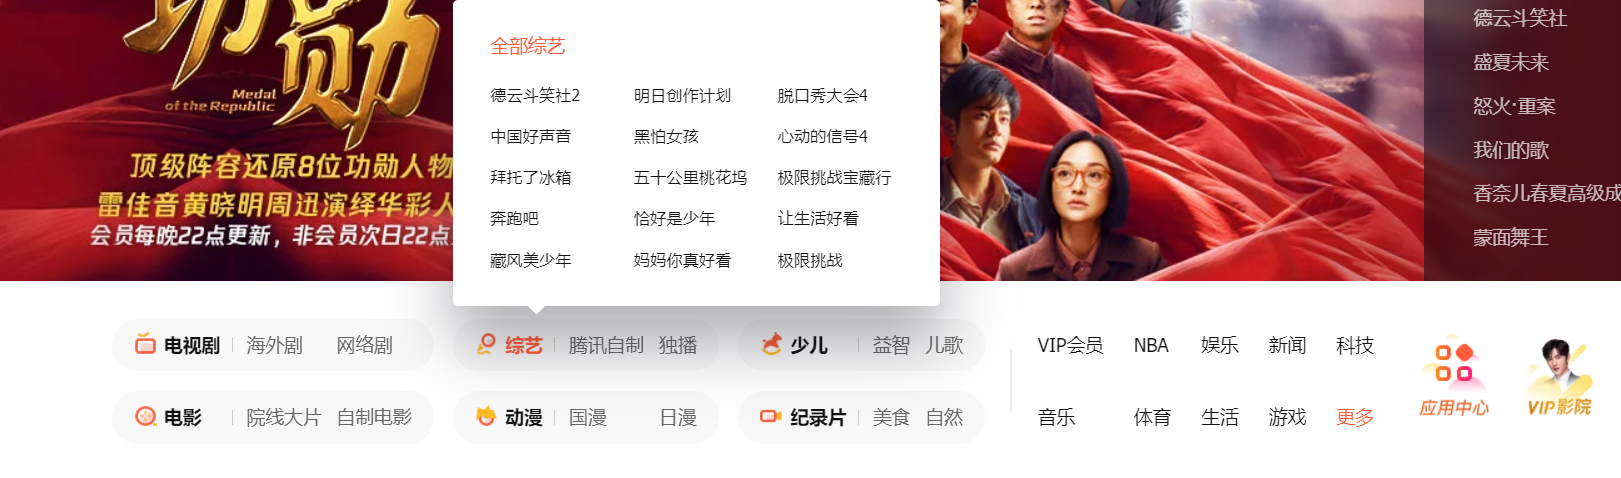 功勋
Medal
of the Republic
顶级阵容还原8位功勋人物
雷佳音黄晓明周迅演绎华彩人
会员每晚22点更新，非会员次日22点
全部综艺
德云斗笑社2 明日创作计划 脱口秀大会4
中国好声音 黑怕女孩 心动的信号4
拜托了冰箱 五十公里桃花坞 极限挑战宝藏行
奔跑吧 恰好是少年 让生活好看
藏风美少年 妈妈你真好看 极限挑战
德云斗笑社
盛夏未来
怒火·重案
我们的歌
香奈儿春夏高级成
蒙面舞王
电视剧 海外剧 网络剧 综艺 腾讯自制 独播 少儿 益智 儿歌 VIP会员 NBA 娱乐 新闻 科技
电影 院线大片 自制电影 动漫 国漫 日漫 纪录片 美食 自然 音乐 体育 生活 游戏 更多
应用中心 VIP影院